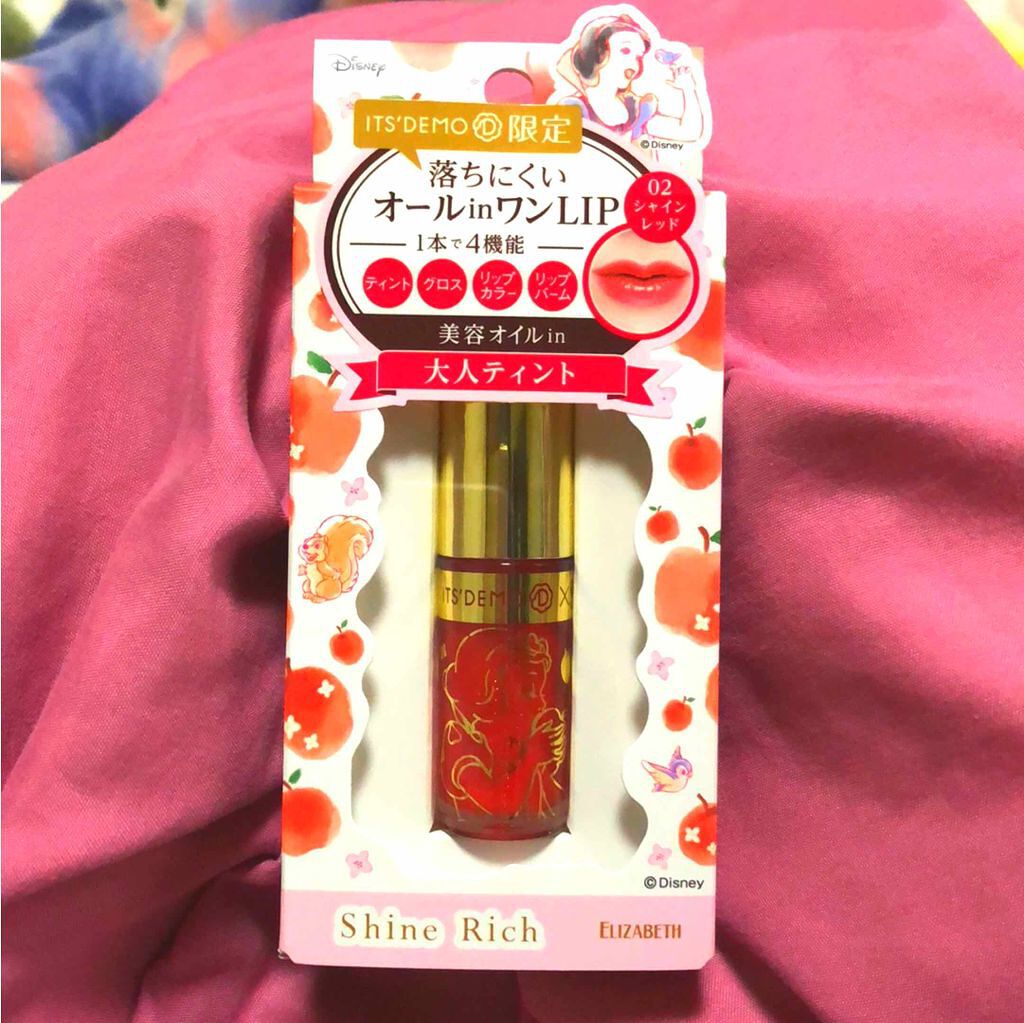 Disney
ITS'DEMO 限定
©Disney
落ちにくい
オールinワンLIP
02
シャイン
レッド
1本で4機能
ティント
グロス
リップ
カラー
リップ
バーム
美容オイルin
大人ティント
ITS'DEMO
©Disney
Shine Rich
ELIZABETH